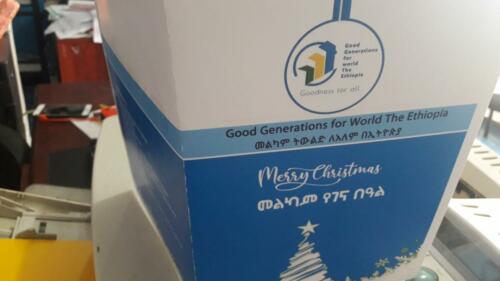 Good
Generations
for
world
The
Ethiopia
Goodness for all
Good Generations for World The Ethiopia
መልካም ትውልድ ለአለም በኢትዮጵያ
Merry Christmas
መልካም የገና በዓል